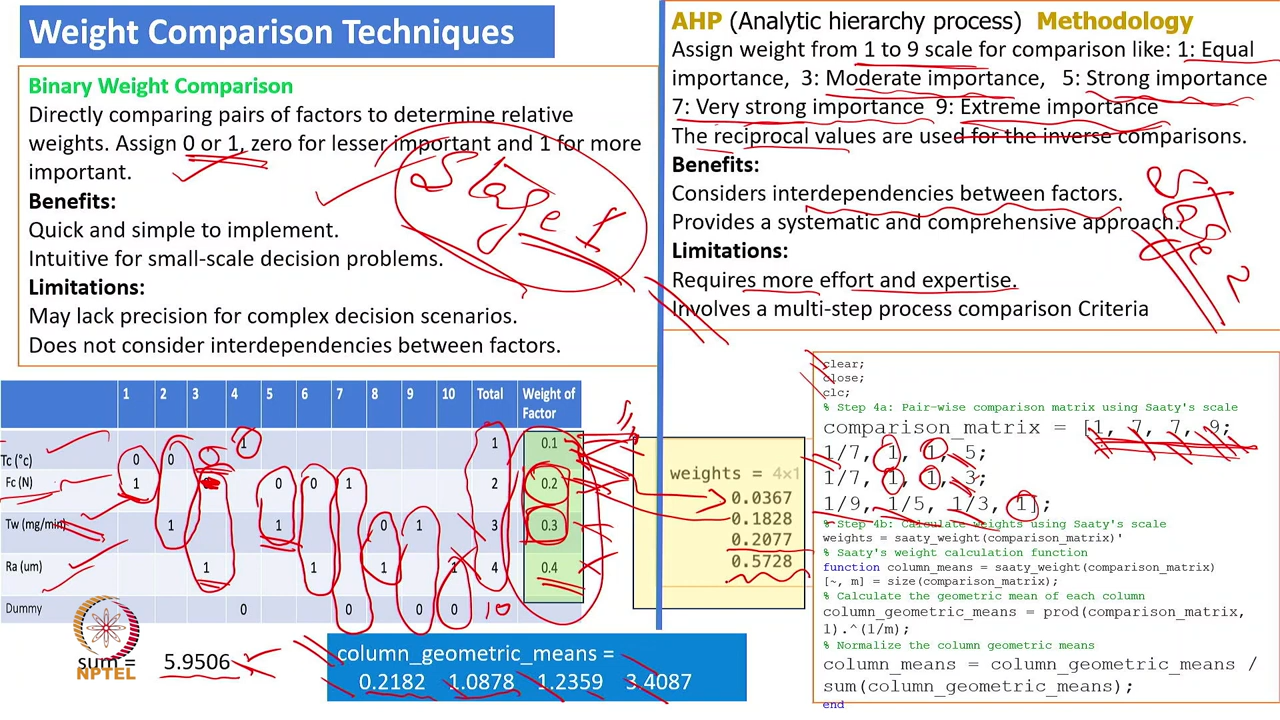 Weight Comparison Techniques
Binary Weight Comparison
Directly comparing pairs of factors to determine relative
weights. Assign 0 or 1, zero for lesser important and 1 for more
important.
Benefits:
Quick and simple to implement.
Intuitive for small-scale decision problems.
Limitations:
May lack precision for complex decision scenarios.
Does not consider interdependencies between factors.
Stage 1
AHP (Analytic hierarchy process) Methodology
Assign weight from 1 to 9 scale for comparison like: 1: Equal
importance, 3: Moderate importance, 5: Strong importance
7: Very strong importance 9: Extreme importance
The reciprocal values are used for the inverse comparisons.
Benefits:
Considers interdependencies between factors.
Provides a systematic and comprehensive approach.
Limitations:
Requires more effort and expertise.
Involves a multi-step process comparison Criteria
Stage 2
1 2 3 4 5 6 7 8 9 10 Total Weight of Factor
Tc (°c) 0 0 0 1 1 0.1
Fc (N) 1 0 0 1 2 0.2
Tw (mg/min) 1 0 0 1 3 0.3
Ra (um) 1 1 1 1 4 0.4
Dummy 0 0 0 0 10
weights = 4×1
0.0367
0.1828
0.2077
0.5728
clear;
close;
clc;
% Step 4a: Pair-wise comparison matrix using Saaty's scale
comparison_matrix = [1, 7, 7, 9;
1/7, 1, 1, 5;
1/7, 1, 1, 3;
1/9, 1/5, 1/3, 1];
% Step 4b: Calculate weights using Saaty's scale
weights = saaty_weight(comparison_matrix)'
% Saaty's weight calculation function
function column_means = saaty_weight(comparison_matrix)
[~, m] = size(comparison_matrix);
% Calculate the geometric mean of each column
column_geometric_means = prod(comparison_matrix,
1).^(1/m);
% Normalize the column geometric means
column_means = column_geometric_means /
sum(column_geometric_means);
end
NPTEL
sum = 5.9506
column_geometric_means =
0.2182 1.0878 1.2359 3.4087